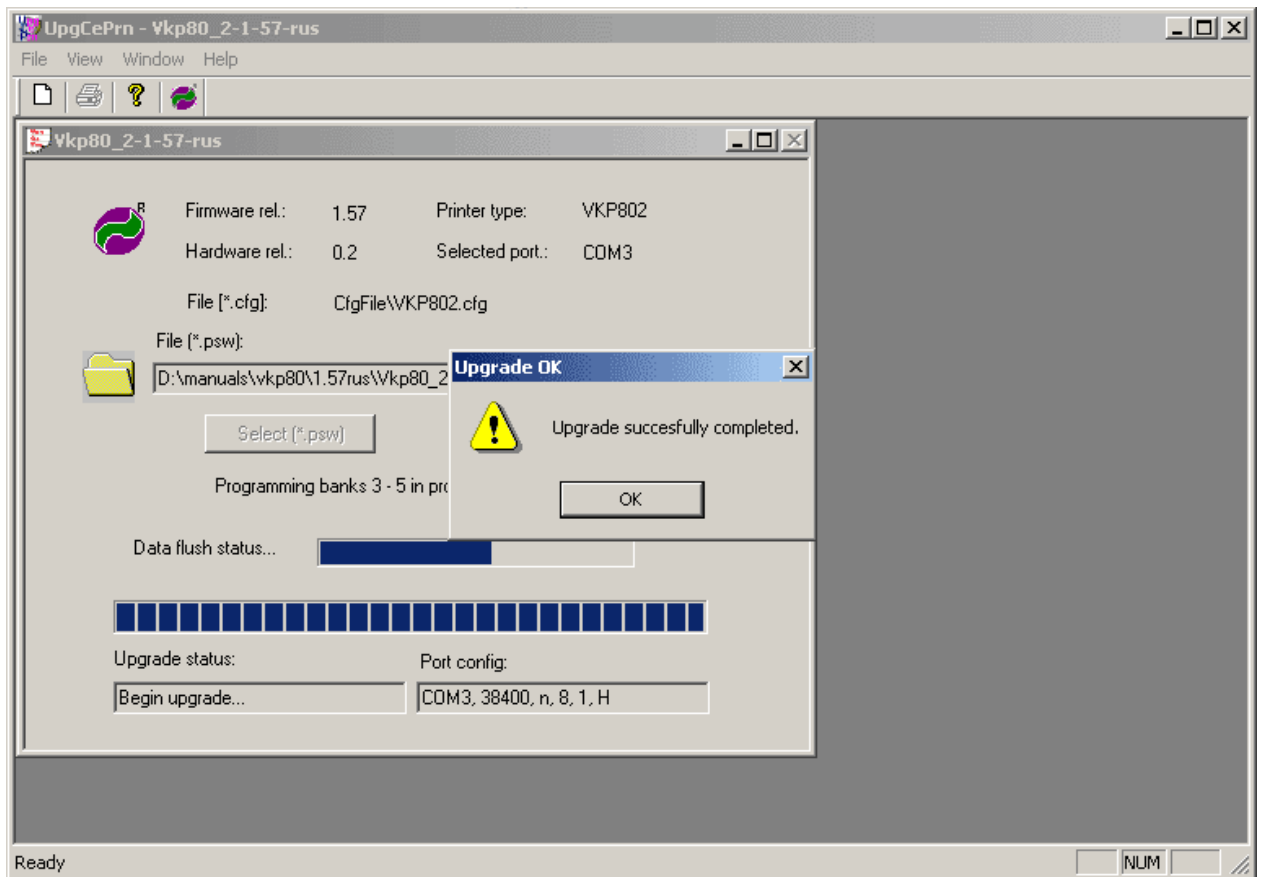 UpgCePrn - Vkp80_2-1-57-rus
File View Window Help
Vkp80_2-1-57-rus
R
Firmware rel.: 1.57 Printer type: VKP802
Hardware rel.: 0.2 Selected port.: COM3
File [*.cfg]: CfgFile\VKP802.cfg
File (*.psw):
D:\manuals\vkp80\1.57rus\Vkp80_2
Upgrade OK
Upgrade succesfully completed.
OK
Select (*.psw)
Programming banks 3 - 5 in pro
Data flush status...
Upgrade status: Port config:
Begin upgrade... COM3, 38400, n, 8, 1, H
Ready NUM